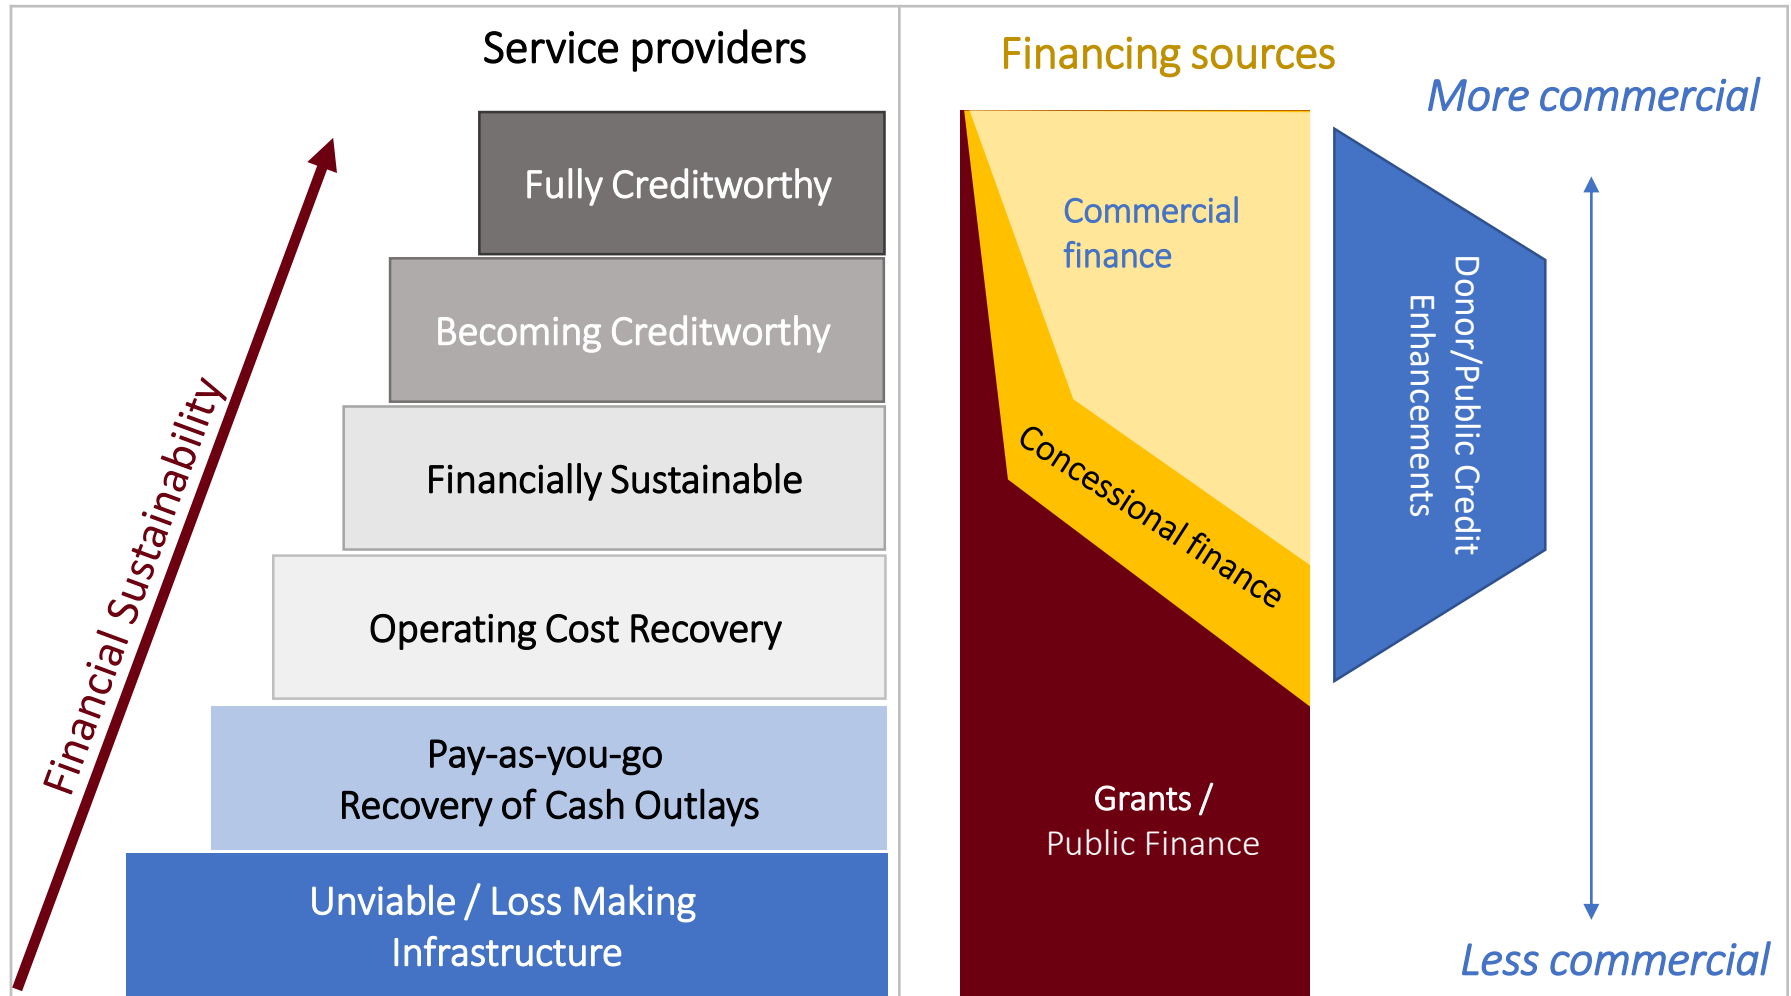 Service providers
Fully Creditworthy
Becoming Creditworthy
Financially Sustainable
Operating Cost Recovery
Pay-as-you-go
Recovery of Cash Outlays
Unviable / Loss Making
Infrastructure
Financial Sustainability
Financing sources
Commercial
finance
Concessional finance
Grants /
Public Finance
Donor/Public Credit
Enhancements
More commercial
Less commercial